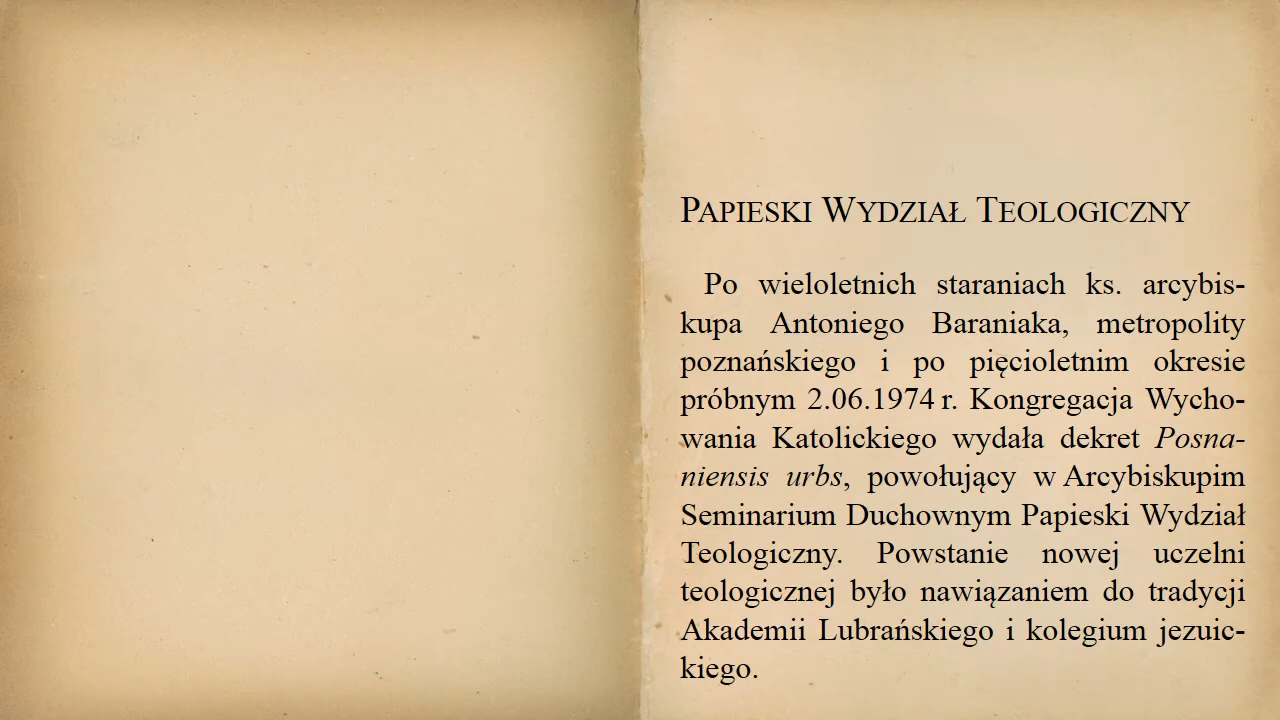 PAPIESKI WYDZIAŁ TEOLOGICZNY
Po wieloletnich staraniach ks. arcybis-
kupa Antoniego Baraniaka, metropolity
poznańskiego i po pięcioletnim okresie
próbnym 2.06.1974 r. Kongregacja Wycho-
wania Katolickiego wydała dekret Posna-
niensis urbs, powołujący w Arcybiskupim
Seminarium Duchownym Papieski Wydział
Teologiczny. Powstanie nowej uczelni
teologicznej było nawiązaniem do tradycji
Akademii Lubrańskiego i kolegium jezuic-
kiego.